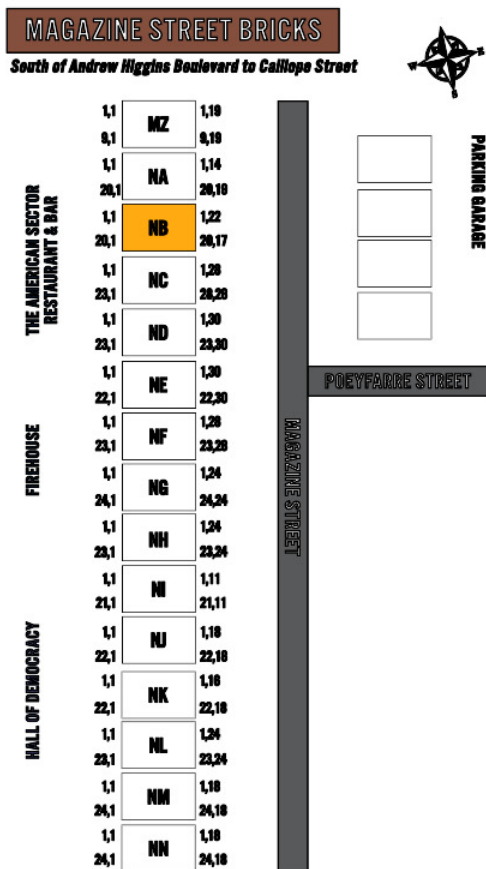 MAGAZINE STREET BRICKS
South of Andrew Higgins Boulevard to Calliope Street
1,1 MZ 1,19
9,1 9,19
1,1 NA 1,14
20,1 20,18
1,1 NB 1,22
20,1 20,17
1,1 NC 1,28
23,1 28,28
1,1 ND 1,30
23,1 23,30
1,1 NE 1,30
22,1 22,30
1,1 NF 1,28
23,1 23,28
1,1 NG 1,24
24,1 24,24
1,1 NH 1,24
23,1 23,24
1,1 NI 1,11
21,1 21,11
1,1 NJ 1,18
22,1 22,18
1,1 NK 1,16
22,1 22,18
1,1 NL 1,24
23,1 23,24
1,1 NM 1,18
24,1 24,18
1,1 NN 1,18
24,1 24,18
THE AMERICAN SECTOR
RESTAURANT & BAR
FIREHOUSE
HALL OF DEMOCRACY
MAGAZINE STREET
POEYFARRE STREET
PARKING GARAGE